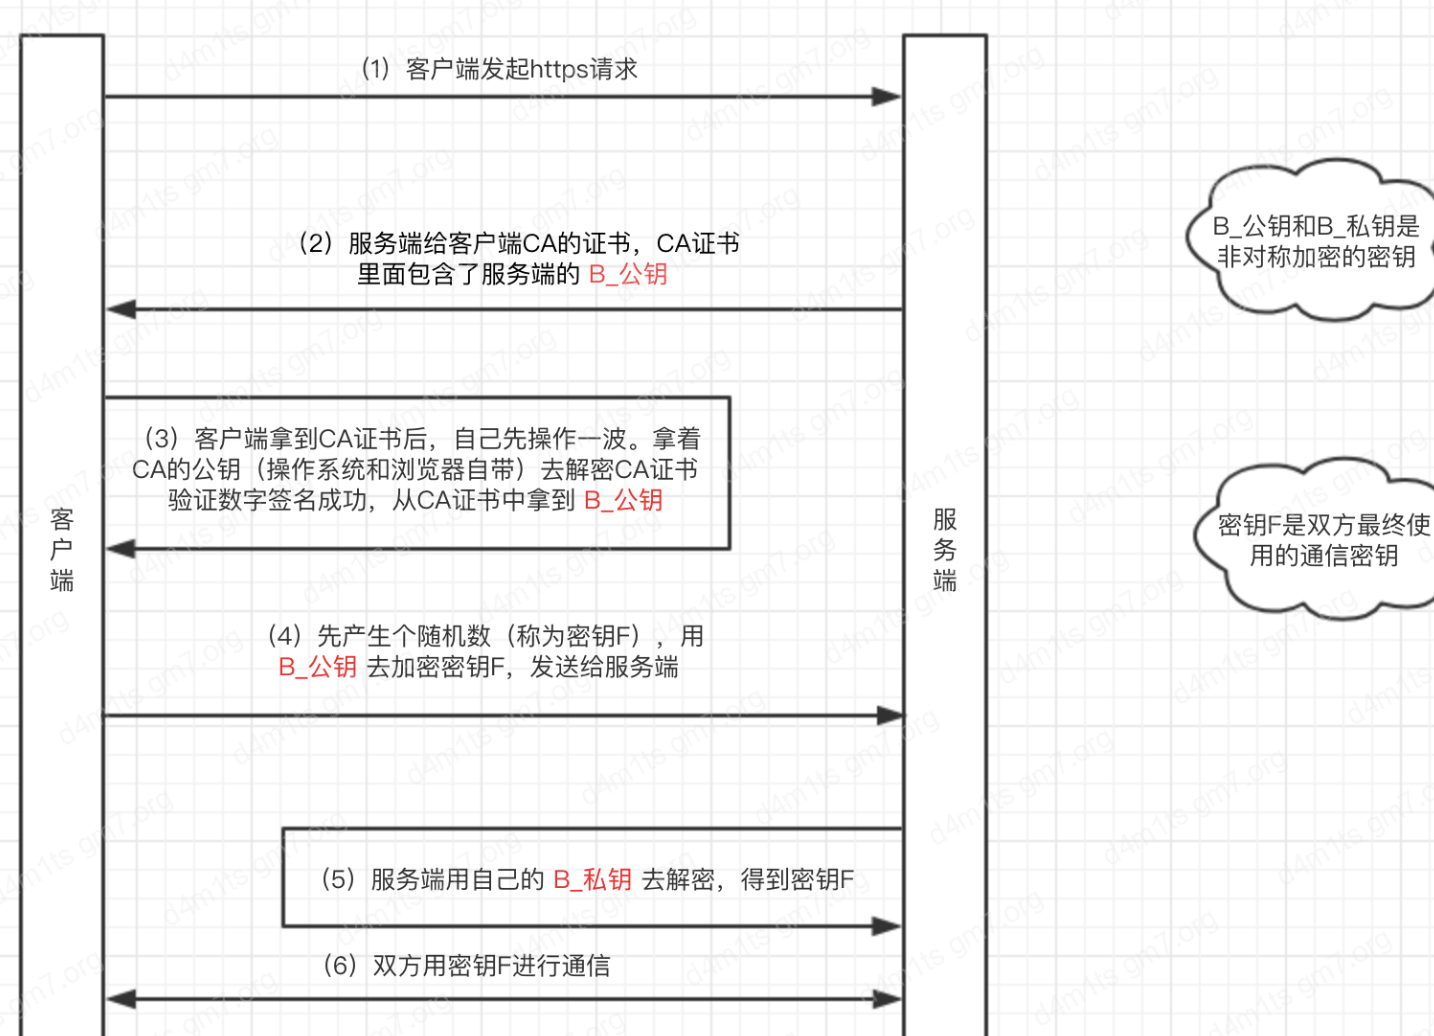 (1)客户端发起https请求
(2)服务端给客户端CA的证书，CA证书
里面包含了服务端的 B_公钥
B_公钥和B_私钥是
非对称加密的密钥
(3)客户端拿到CA证书后，自己先操作一波。拿着
CA的公钥（操作系统和浏览器自带）去解密CA证书
验证数字签名成功，从CA证书中拿到 B_公钥
客户端
服务端
密钥F是双方最终使
用的通信密钥
(4)先产生个随机数（称为密钥F），用
B_公钥 去加密密钥F，发送给服务端
(5)服务端用自己的 B_私钥 去解密，得到密钥F
(6)双方用密钥F进行通信
d4m1ts gm7.org